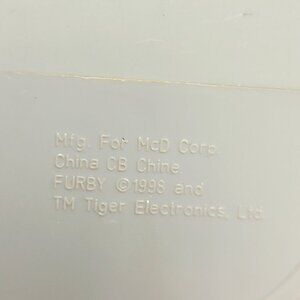 Mfg. For McD Corp.
China CB Chine
FURBY ©1998 and
TM Tiger Electronics, Ltd.